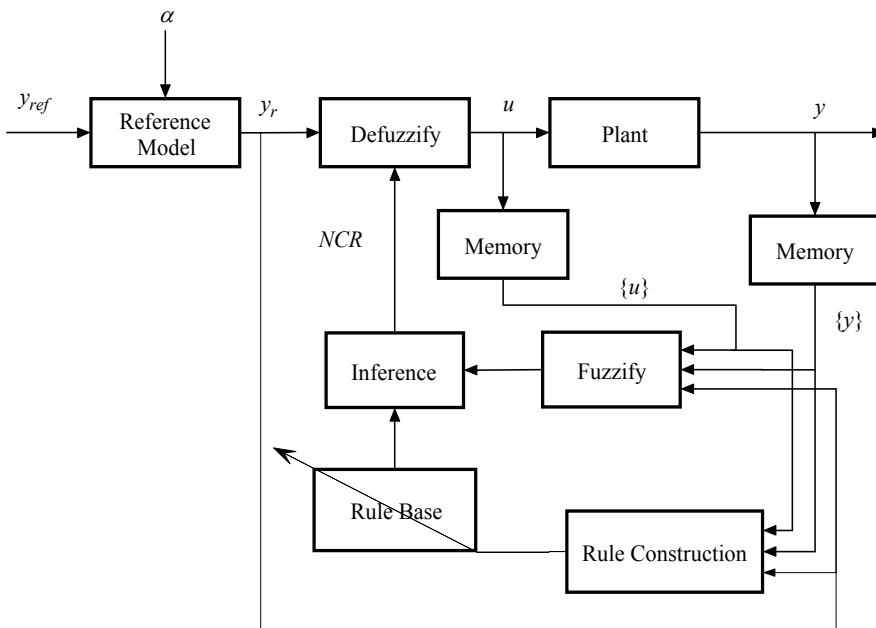 α
y_ref
Reference
Model
y_r
Defuzzify
u
Plant
y
NCR
Memory
Memory
{u}
{y}
Inference
Fuzzify
Rule Base
Rule Construction